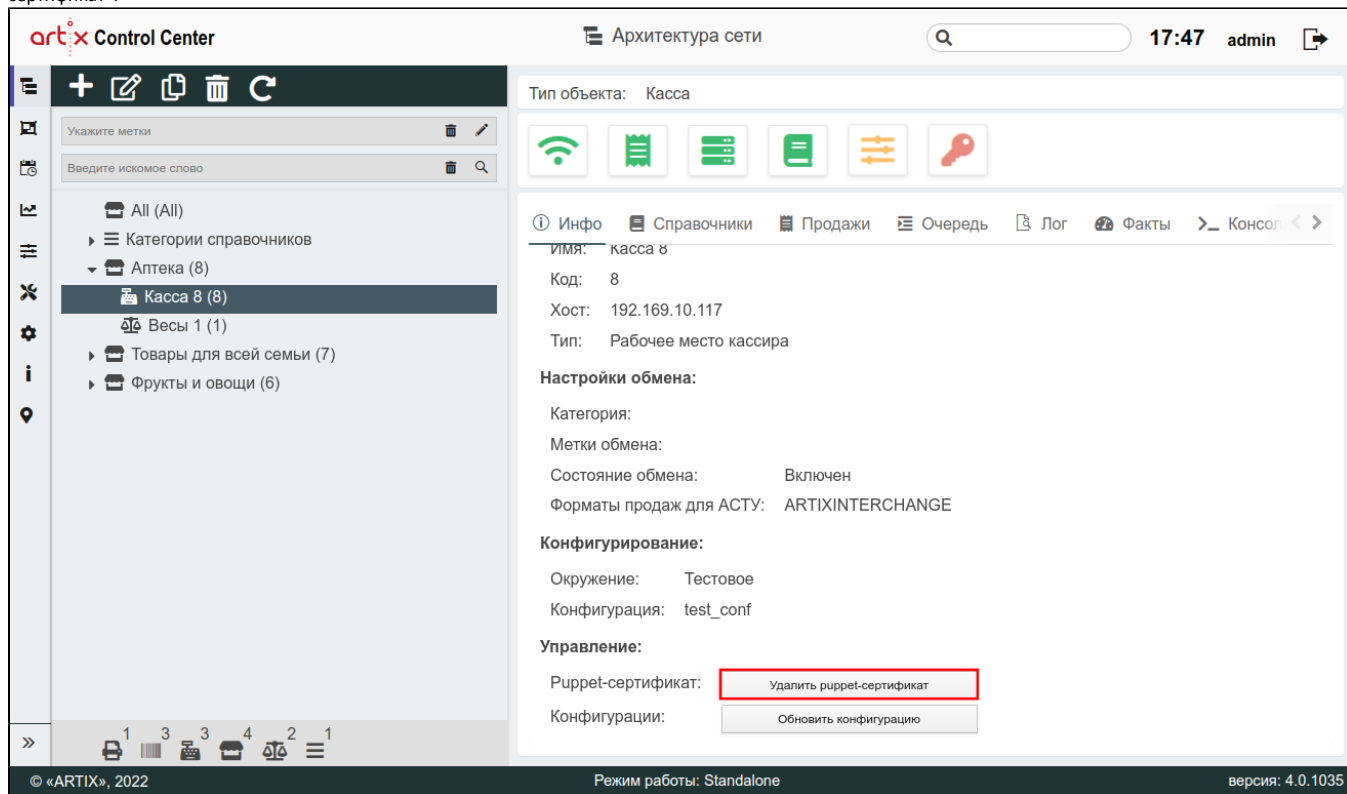 сертификат".
artix Control Center
Архитектура сети
17:47 admin
Укажите метки
Введите искомое слово
All (All)
Категории справочников
Аптека (8)
Касса 8 (8)
Весы 1 (1)
Товары для всей семьи (7)
Фрукты и овощи (6)
1 3 3 4 2 1
Тип объекта: Касса
Инфо Справочники Продажи Очередь Лог Факты Консол
Имя: Касса 8
Код: 8
Хост: 192.169.10.117
Тип: Рабочее место кассира
Настройки обмена:
Категория:
Метки обмена:
Состояние обмена: Включен
Форматы продаж для АСТУ: ARTIXINTERCHANGE
Конфигурирование:
Окружение: Тестовое
Конфигурация: test_conf
Управление:
Puppet-сертификат: Удалить puppet-сертификат
Конфигурации: Обновить конфигурацию
© «ARTIX», 2022 Режим работы: Standalone версия: 4.0.1035